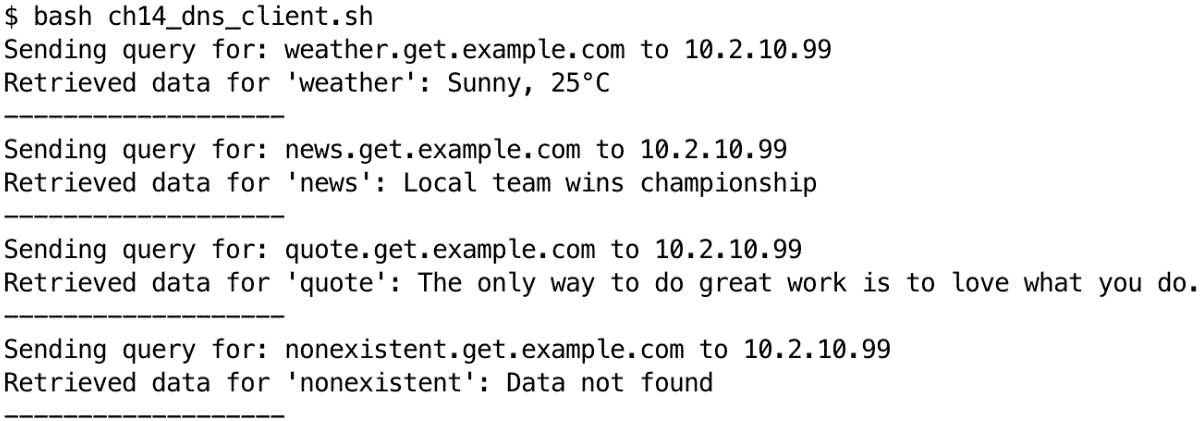 $ bash ch14_dns_client.sh
Sending query for: weather.get.example.com to 10.2.10.99
Retrieved data for 'weather': Sunny, 25°C
-------------------
Sending query for: news.get.example.com to 10.2.10.99
Retrieved data for 'news': Local team wins championship
-------------------
Sending query for: quote.get.example.com to 10.2.10.99
Retrieved data for 'quote': The only way to do great work is to love what you do.
-------------------
Sending query for: nonexistent.get.example.com to 10.2.10.99
Retrieved data for 'nonexistent': Data not found
-------------------